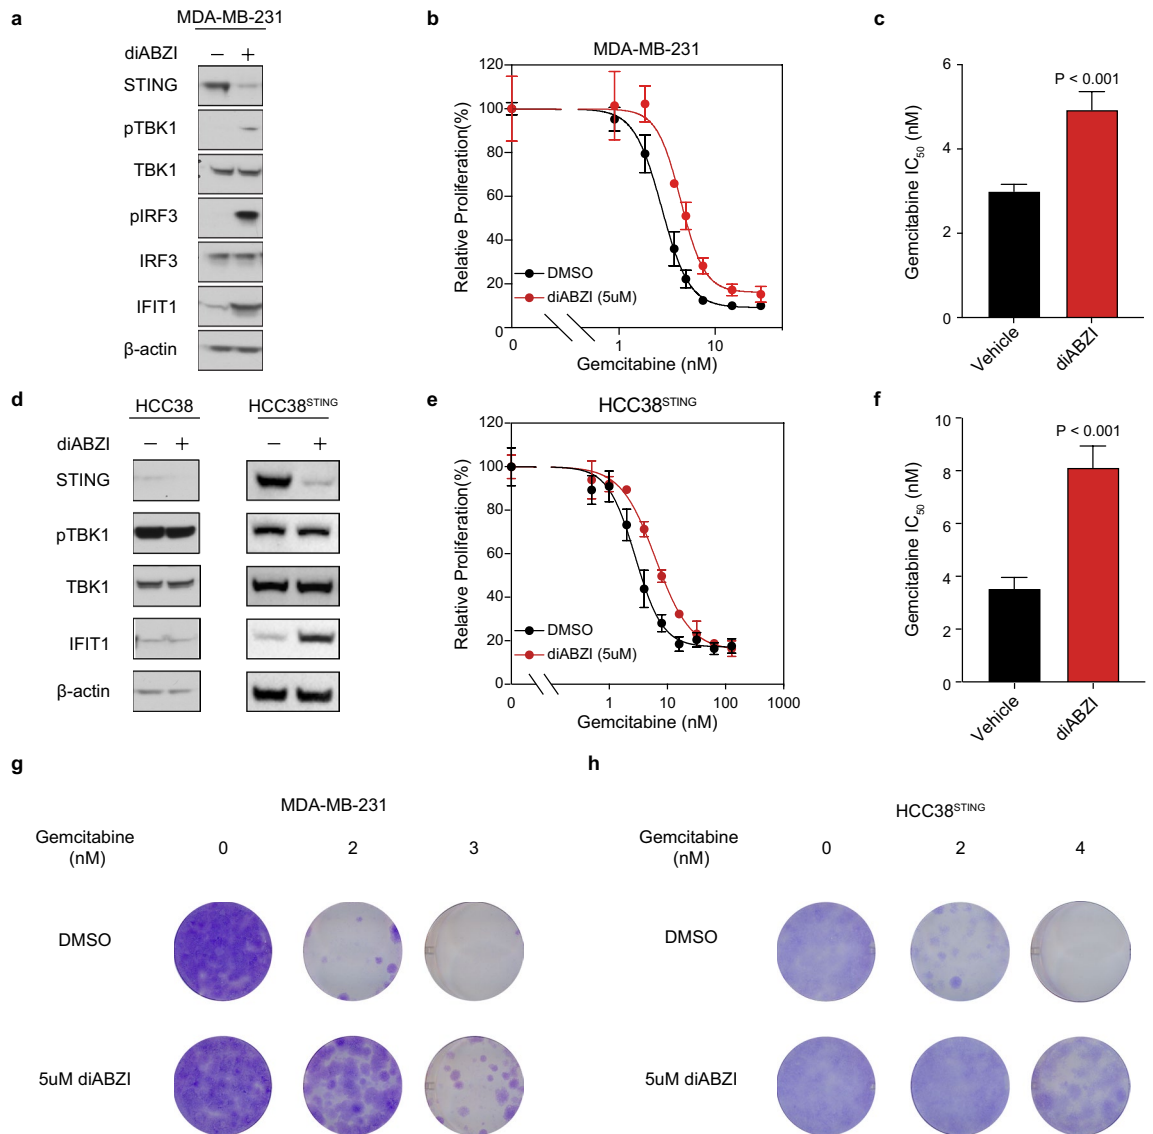 a
MDA-MB-231
diABZI
− +
STING
pTBK1
TBK1
pIRF3
IRF3
IFIT1
β-actin
b
MDA-MB-231
Relative Proliferation(%)
120
100
80
60
40
20
0
DMSO
diABZI (5uM)
0 1 10
Gemcitabine (nM)
c
Gemcitabine IC50 (nM)
6
4
2
0
P < 0.001
Vehicle
diABZI
d
HCC38 HCC38STING
diABZI
− + − +
STING
pTBK1
TBK1
IFIT1
β-actin
e
HCC38STING
Relative Proliferation(%)
120
100
80
60
40
20
0
DMSO
diABZI (5uM)
0 1 10 100 1000
Gemcitabine (nM)
f
Gemcitabine IC50 (nM)
10
8
6
4
2
0
P < 0.001
Vehicle
diABZI
g
MDA-MB-231
Gemcitabine
(nM)
0 2 3
DMSO
5uM diABZI
h
HCC38STING
Gemcitabine
(nM)
0 2 4
DMSO
5uM diABZI